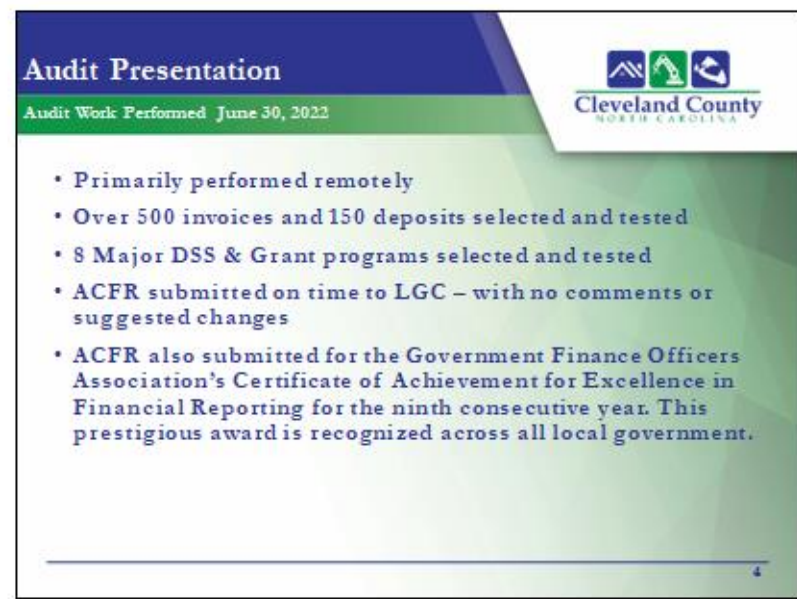 Audit Presentation
Audit Work Performed June 30, 2022
Cleveland County
NORTH CAROLINA
• Primarily performed remotely
• Over 500 invoices and 150 deposits selected and tested
• 8 Major DSS & Grant programs selected and tested
• ACFR submitted on time to LGC – with no comments or
suggested changes
• ACFR also submitted for the Government Finance Officers
Association's Certificate of Achievement for Excellence in
Financial Reporting for the ninth consecutive year. This
prestigious award is recognized across all local government.
4